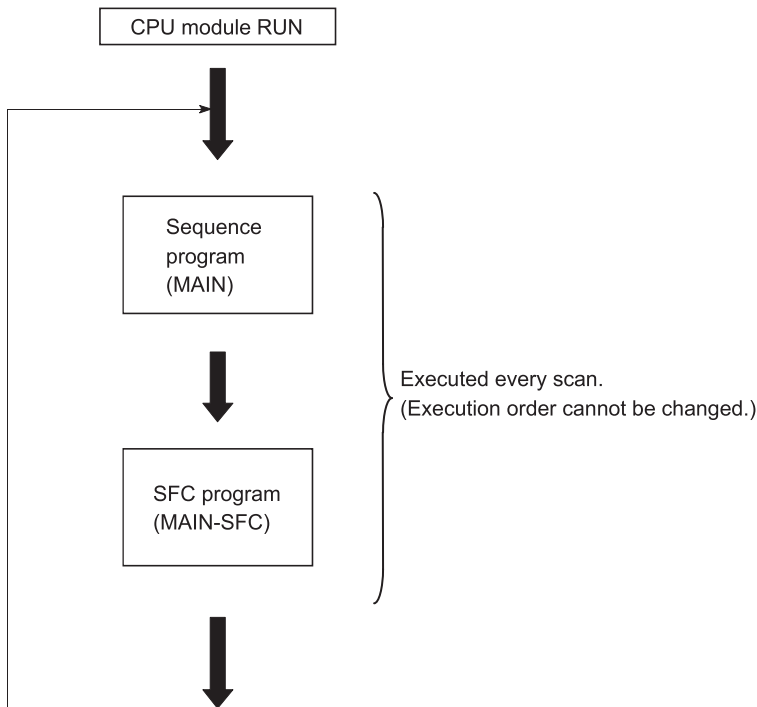 CPU module RUN
Sequence
program
(MAIN)
Executed every scan.
(Execution order cannot be changed.)
SFC program
(MAIN-SFC)